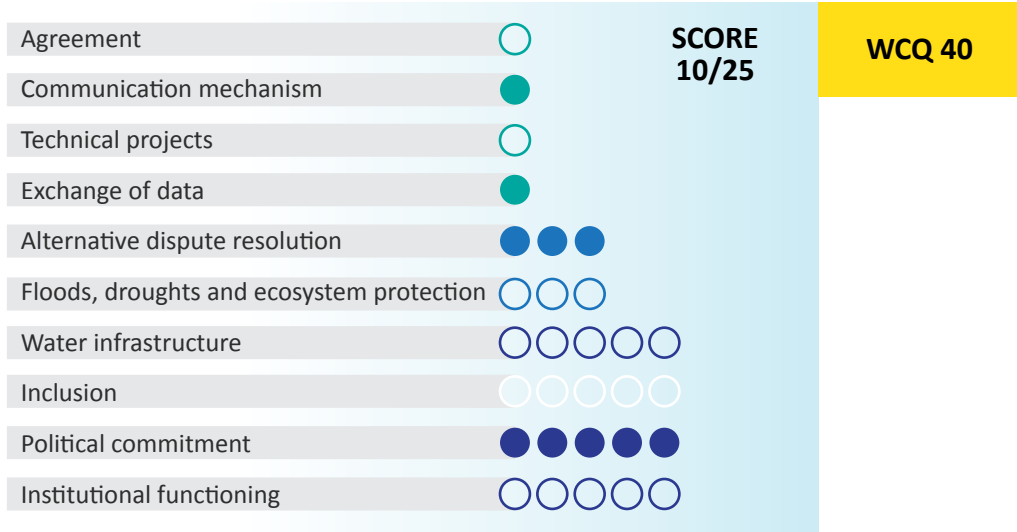 Agreement
Communication mechanism
Technical projects
Exchange of data
Alternative dispute resolution
Floods, droughts and ecosystem protection
Water infrastructure
Inclusion
Political commitment
Institutional functioning
SCORE
10/25
WCQ 40